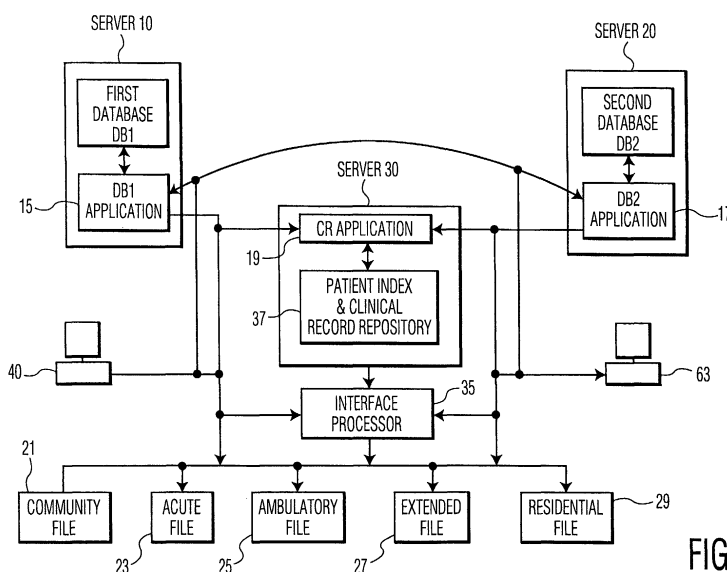 SERVER 10
SERVER 20
FIRST
DATABASE
DB1
SECOND
DATABASE
DB2
SERVER 30
15
DB1
APPLICATION
CR APPLICATION
19
DB2
APPLICATION
17
PATIENT INDEX
& CLINICAL
RECORD REPOSITORY
37
40
63
35
INTERFACE
PROCESSOR
21
COMMUNITY
FILE
ACUTE
FILE
23
AMBULATORY
FILE
25
EXTENDED
FILE
27
RESIDENTIAL
FILE
29
FIG